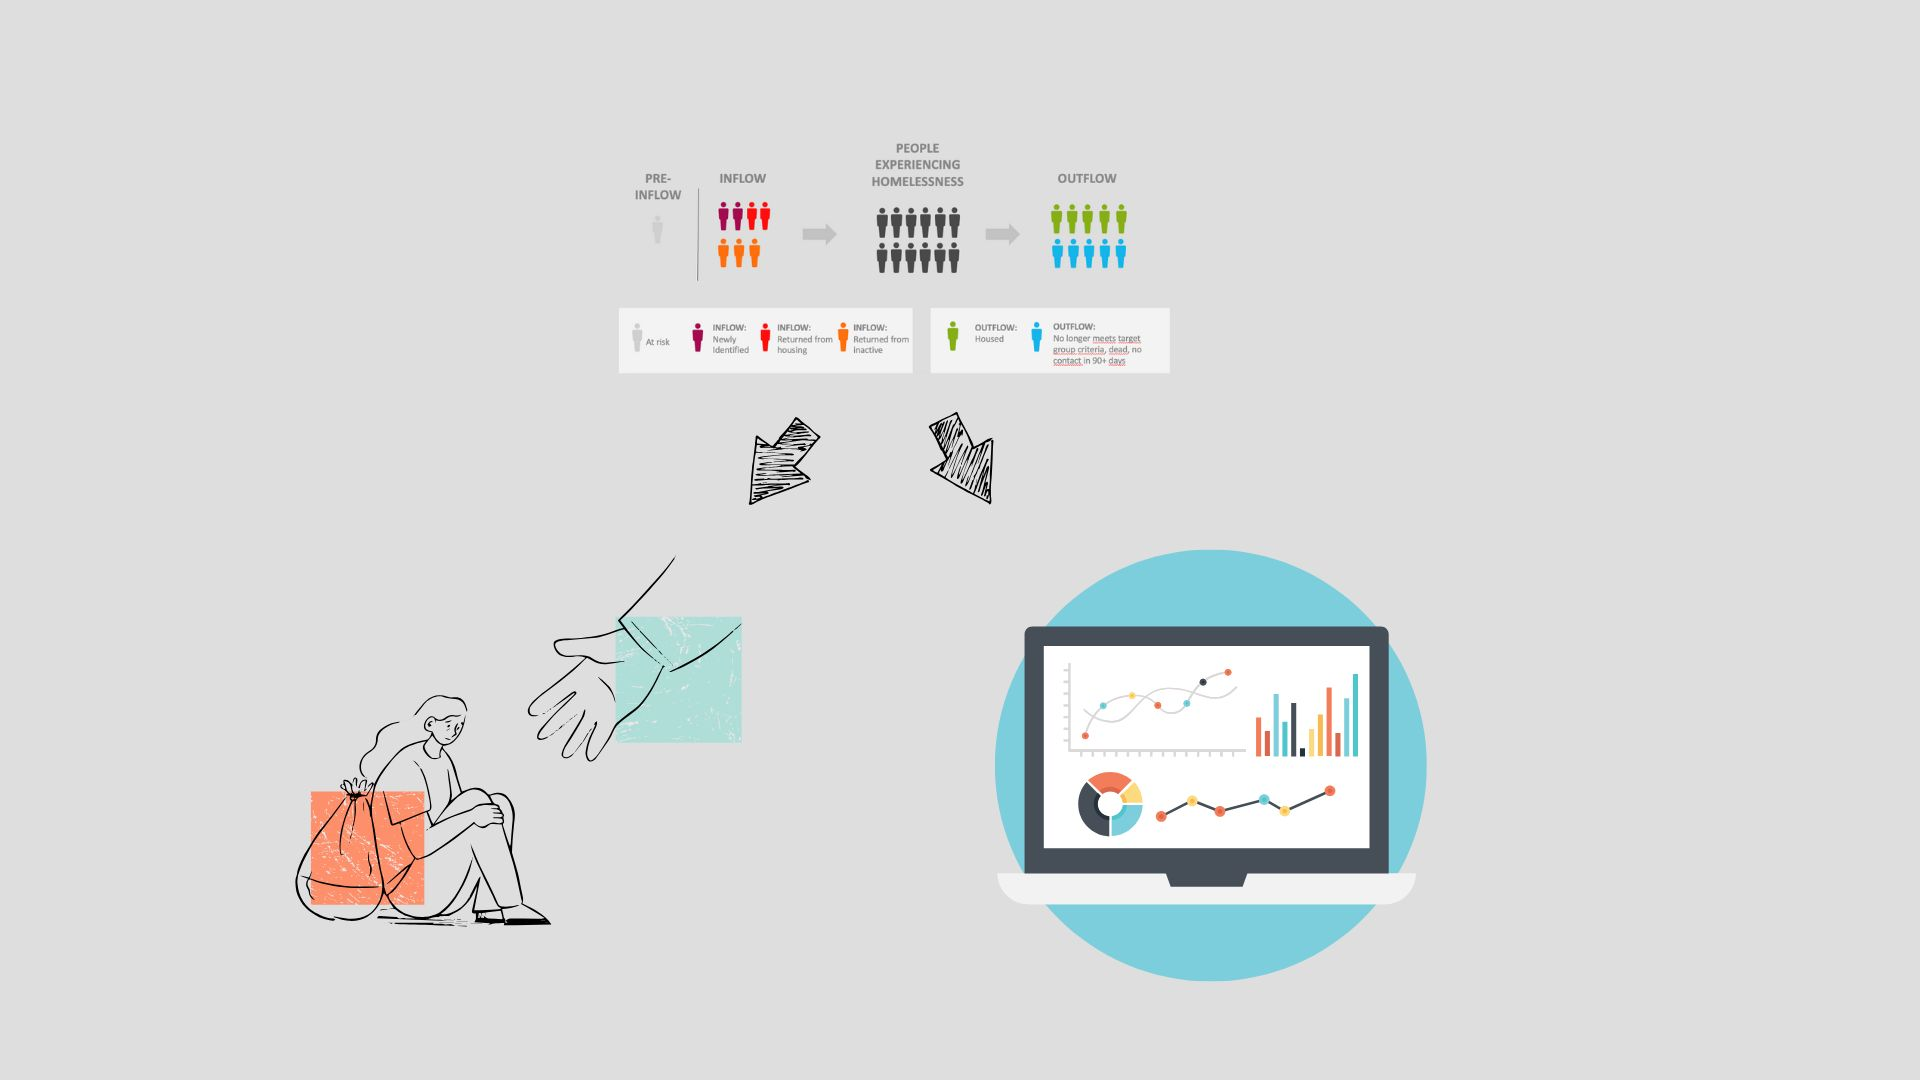 PEOPLE
EXPERIENCING
HOMELESSNESS
PRE-
INFLOW
INFLOW
OUTFLOW
At risk
INFLOW:
Newly
Identified
INFLOW:
Returned from
housing
INFLOW:
Returned from
inactive
OUTFLOW:
Housed
OUTFLOW:
No longer meets target
group criteria, dead, no
contact in 90+ days